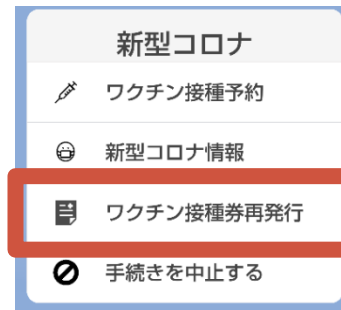 新型コロナ
ワクチン接種予約
新型コロナ情報
ワクチン接種券再発行
手続きを中止する